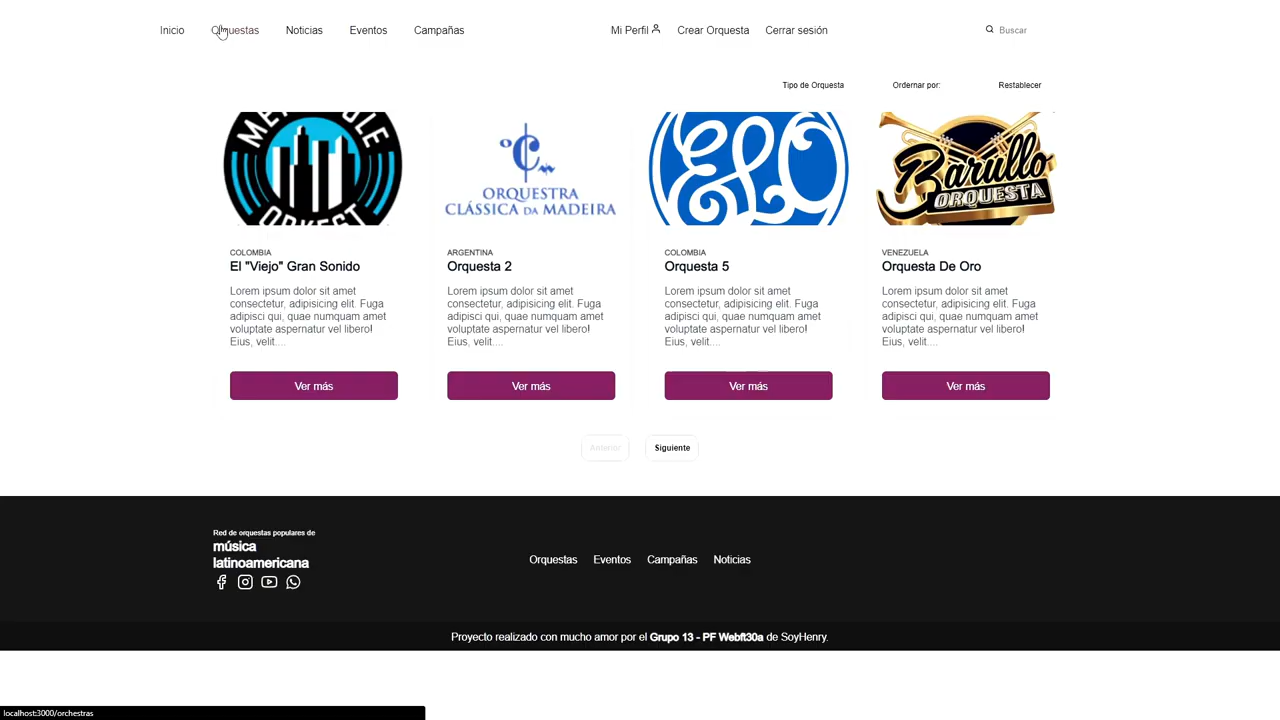 Inicio
Orquestas
Noticias
Eventos
Campañas
Mi Perfil
Crear Orquesta
Cerrar sesión
Buscar
Tipo de Orquesta
Ordernar por:
Restablecer
ORQUESTRA
CLÁSSICA DA MADEIRA
ELO
Barullo
ORQUESTA
COLOMBIA
El "Viejo" Gran Sonido
Lorem ipsum dolor sit amet
consectetur, adipisicing elit. Fuga
adipisci qui, quae numquam amet
voluptate aspernatur vel libero!
Eius, velit....
Ver más
ARGENTINA
Orquesta 2
Lorem ipsum dolor sit amet
consectetur, adipisicing elit. Fuga
adipisci qui, quae numquam amet
voluptate aspernatur vel libero!
Eius, velit....
Ver más
COLOMBIA
Orquesta 5
Lorem ipsum dolor sit amet
consectetur, adipisicing elit. Fuga
adipisci qui, quae numquam amet
voluptate aspernatur vel libero!
Eius, velit....
Ver más
VENEZUELA
Orquesta De Oro
Lorem ipsum dolor sit amet
consectetur, adipisicing elit. Fuga
adipisci qui, quae numquam amet
voluptate aspernatur vel libero!
Eius, velit....
Ver más
Anterior
Siguiente
Red de orquestas populares de
música
latinoamericana
Orquestas
Eventos
Campañas
Noticias
Proyecto realizado con mucho amor por el Grupo 13 - PF Webft30a de SoyHenry.
localhost:3000/orchestras